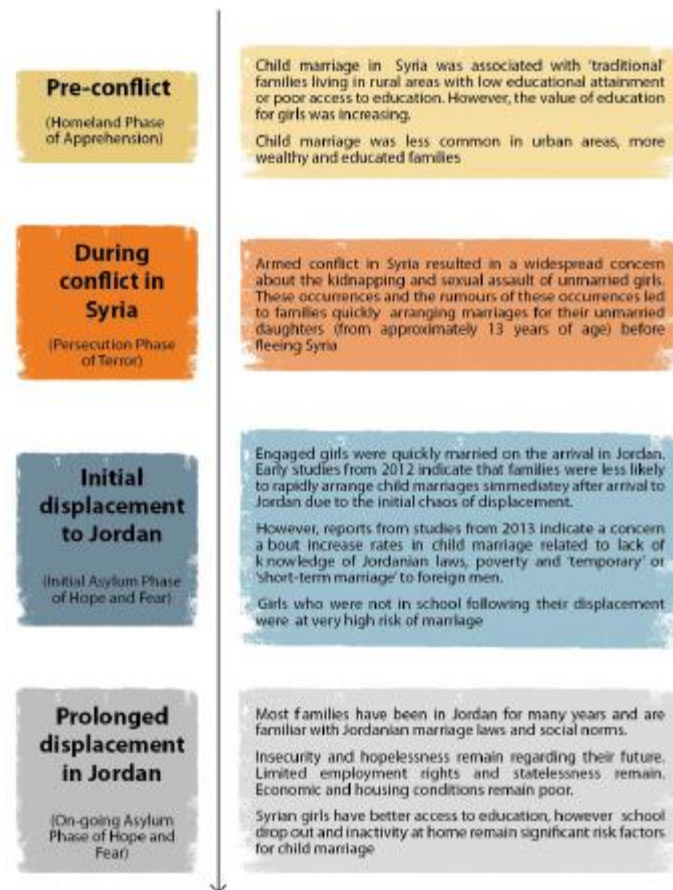 Pre-conflict
(Homeland Phase
of Apprehension)
Child marriage in Syria was associated with 'traditional'
families living in rural areas with low educational attainment
or poor access to education. However, the value of education
for girls was increasing.
Child marriage was less common in urban areas, more
wealthy and educated families
During
conflict in
Syria
(Persecution Phase
of Terror)
Armed conflict in Syria resulted in a widespread concern
about the kidnapping and sexual assault of unmarried girls.
These occurrences and the rumours of these occurrences led
to families quickly arranging marriages for their unmarried
daughters (from approximately 13 years of age) before
fleeing Syria
Initial
displacement
to Jordan
(Initial Asylum Phase
of Hope and Fear)
Engaged girls were quickly married on the arrival in Jordan.
Early studies from 2012 indicate that families were less likely
to rapidly arrange child marriages simmediatey after arrival to
Jordan due to the initial chaos of displacement.
However, reports from studies from 2013 indicate a concern
a bout increase rates in child marriage related to lack of
k nowledge of Jordanian laws, poverty and 'temporary' or
'short-term marriage' to foreign men.
Girls who were not in school following their displacement
were at very high risk of marriage
Prolonged
displacement
in Jordan
(On-going Asylum
Phase of Hope and
Fear)
Most families have been in Jordan for many years and are
familiar with Jordanian marriage laws and social norms.
Insecurity and hopelessness remain regarding their future.
Limited employment rights and statelessness remain.
Economic and housing conditions remain poor.
Syrian girls have better access to education, however school
drop out and inactivity at home remain significant risk factors
for child marriage